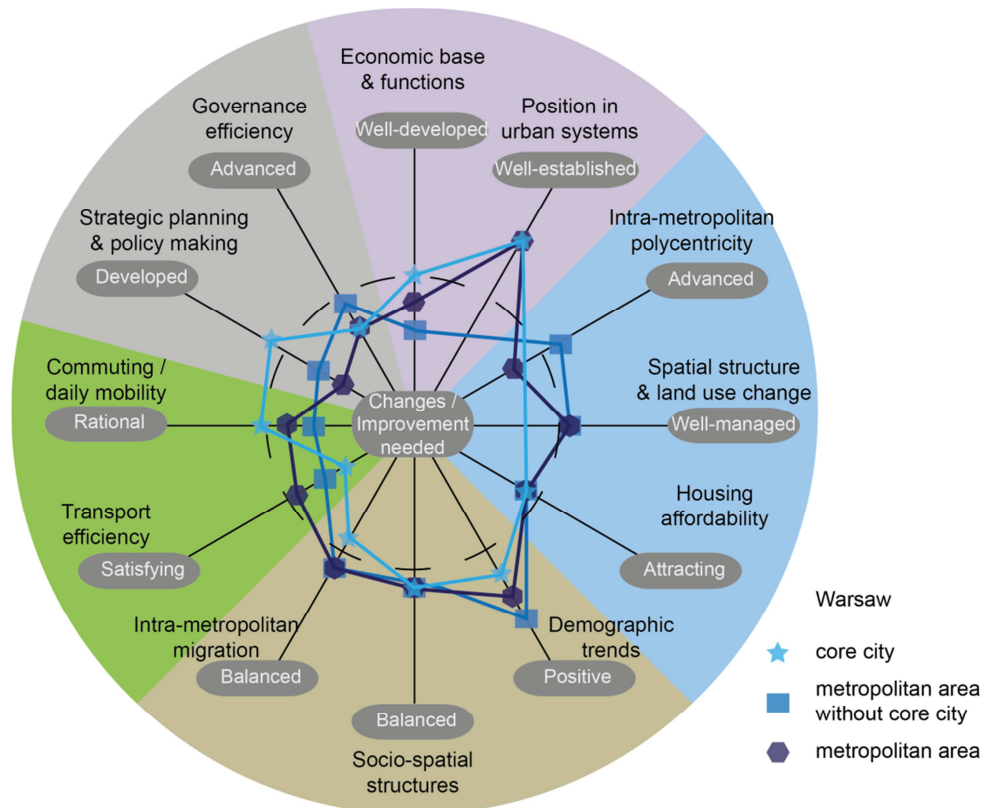 Economic base
& functions
Well-developed
Position in
urban systems
Well-established
Intra-metropolitan
polycentricity
Advanced
Spatial structure
& land use change
Well-managed
Housing
affordability
Attracting
Demographic
trends
Positive
Balanced
Socio-spatial
structures
Intra-metropolitan
migration
Balanced
Transport
efficiency
Satisfying
Commuting /
daily mobility
Rational
Strategic planning
& policy making
Developed
Governance
efficiency
Advanced
Changes /
Improvement
needed
Warsaw
core city
metropolitan area
without core city
metropolitan area